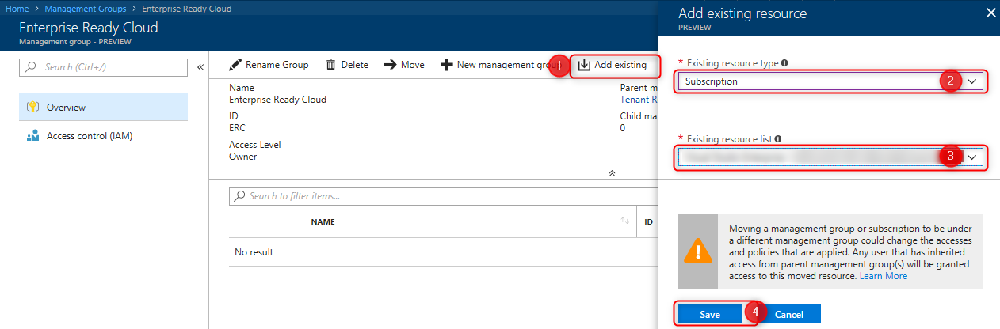 Home > Management Groups > Enterprise Ready Cloud
Enterprise Ready Cloud
Management group - PREVIEW
Search (Ctrl+/)
Overview
Access control (IAM)
Rename Group Delete Move New management grou 1 Add existing
Name
Enterprise Ready Cloud
ID
ERC
Access Level
Owner
Parent m
Tenant R
Child ma
0
Search to filter items...
NAME ID
No result
Add existing resource
PREVIEW
* Existing resource type
Subscription 2
* Existing resource list
3
Moving a management group or subscription to be under
a different management group could change the accesses
and policies that are applied. Any user that has inherited
access from parent management group(s) will be granted
access to this moved resource. Learn More
Save 4 Cancel